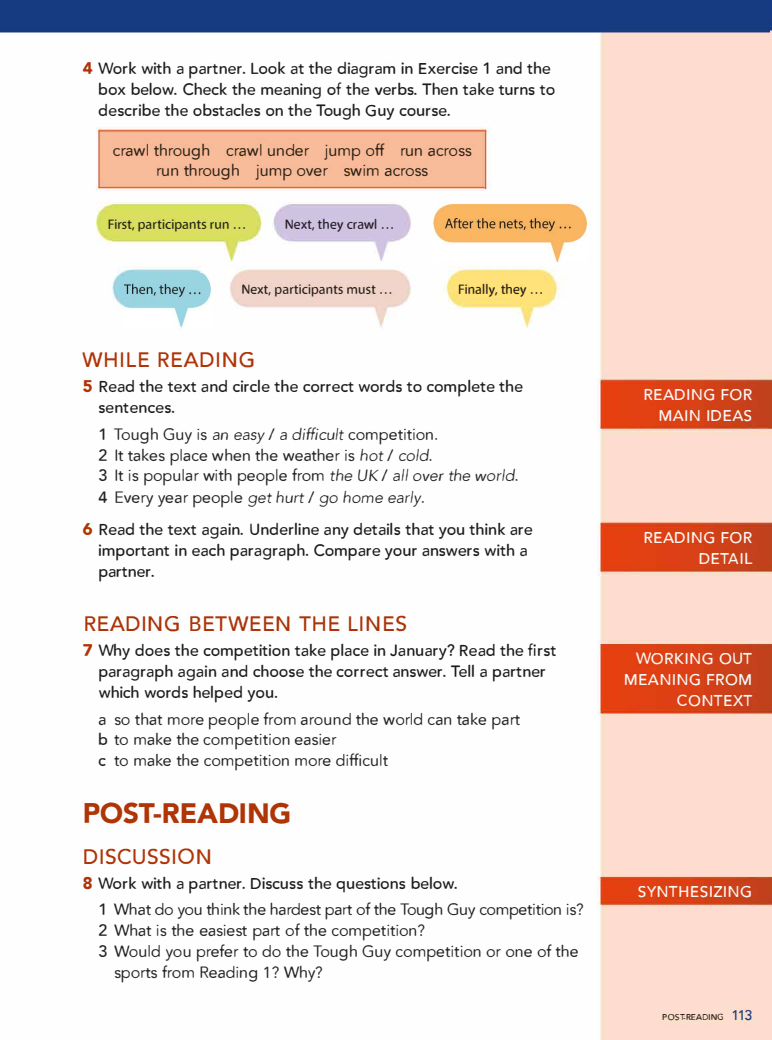 4 Work with a partner. Look at the diagram in Exercise 1 and the
box below. Check the meaning of the verbs. Then take turns to
describe the obstacles on the Tough Guy course.
crawl through crawl under jump off run across
run through jump over swim across
First, participants run ...
Next, they crawl ...
After the nets, they ...
Then, they ...
Next, participants must ...
Finally, they ...
WHILE READING
5 Read the text and circle the correct words to complete the
sentences.
1 Tough Guy is an easy / a difficult competition.
2 It takes place when the weather is hot / cold.
3 It is popular with people from the UK / all over the world.
4 Every year people get hurt / go home early.
READING FOR
MAIN IDEAS
6 Read the text again. Underline any details that you think are
important in each paragraph. Compare your answers with a
partner.
READING FOR
DETAIL
READING BETWEEN THE LINES
7 Why does the competition take place in January? Read the first
paragraph again and choose the correct answer. Tell a partner
which words helped you.
a so that more people from around the world can take part
b to make the competition easier
c to make the competition more difficult
WORKING OUT
MEANING FROM
CONTEXT
POST-READING
DISCUSSION
8 Work with a partner. Discuss the questions below.
1 What do you think the hardest part of the Tough Guy competition is?
2 What is the easiest part of the competition?
3 Would you prefer to do the Tough Guy competition or one of the
sports from Reading 1? Why?
SYNTHESIZING
POST-READING 113